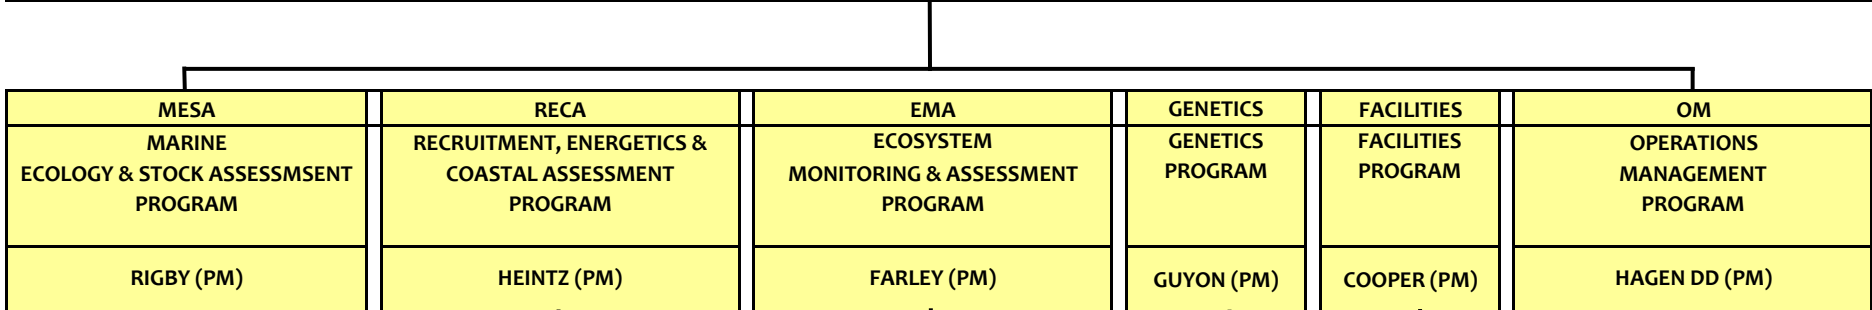 MESA
MARINE
ECOLOGY & STOCK ASSESSMSENT
PROGRAM
RIGBY (PM)
RECA
RECRUITMENT, ENERGETICS &
COASTAL ASSESSMENT
PROGRAM
HEINTZ (PM)
EMA
ECOSYSTEM
MONITORING & ASSESSMENT
PROGRAM
FARLEY (PM)
GENETICS
GENETICS
PROGRAM
GUYON (PM)
FACILITIES
FACILITIES
PROGRAM
COOPER (PM)
OM
OPERATIONS
MANAGEMENT
PROGRAM
HAGEN DD (PM)